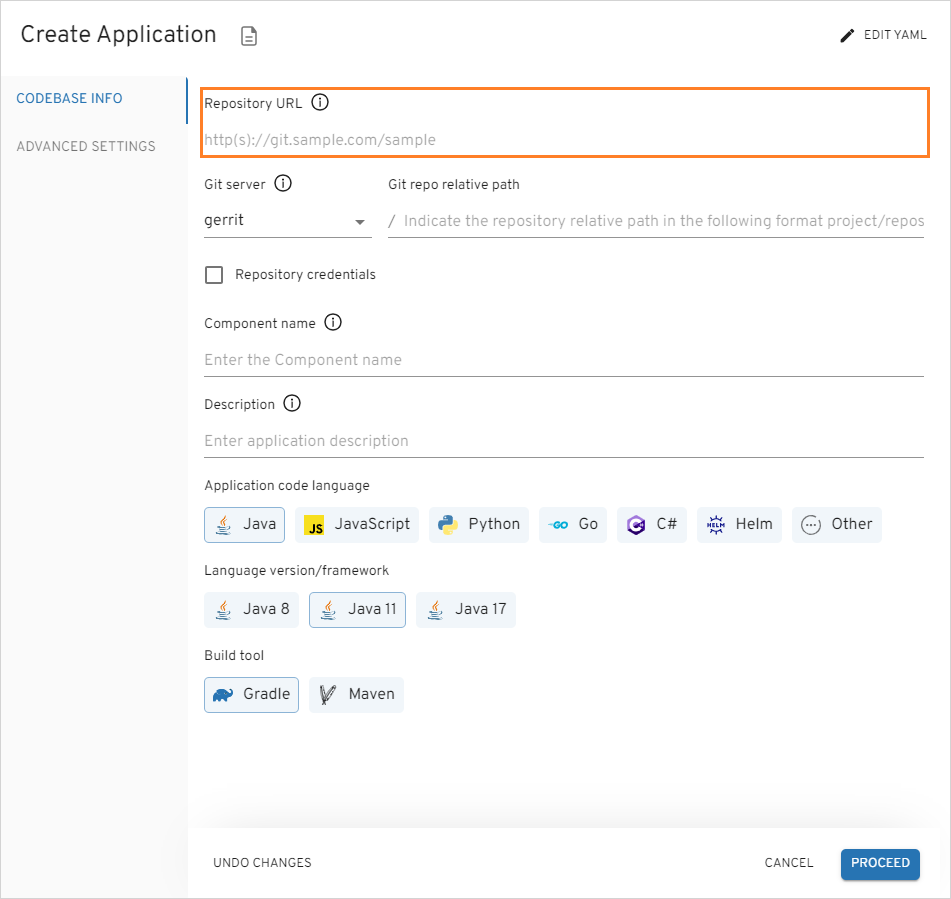 Create Application
EDIT YAML
CODEBASE INFO
ADVANCED SETTINGS
Repository URL
http(s)://git.sample.com/sample
Git server
Git repo relative path
gerrit
/ Indicate the repository relative path in the following format project/repos
Repository credentials
Component name
Enter the Component name
Description
Enter application description
Application code language
Java JS JavaScript Python GO Go C# HELM Helm Other
Language version/framework
Java 8 Java 11 Java 17
Build tool
Gradle Maven
UNDO CHANGES CANCEL PROCEED